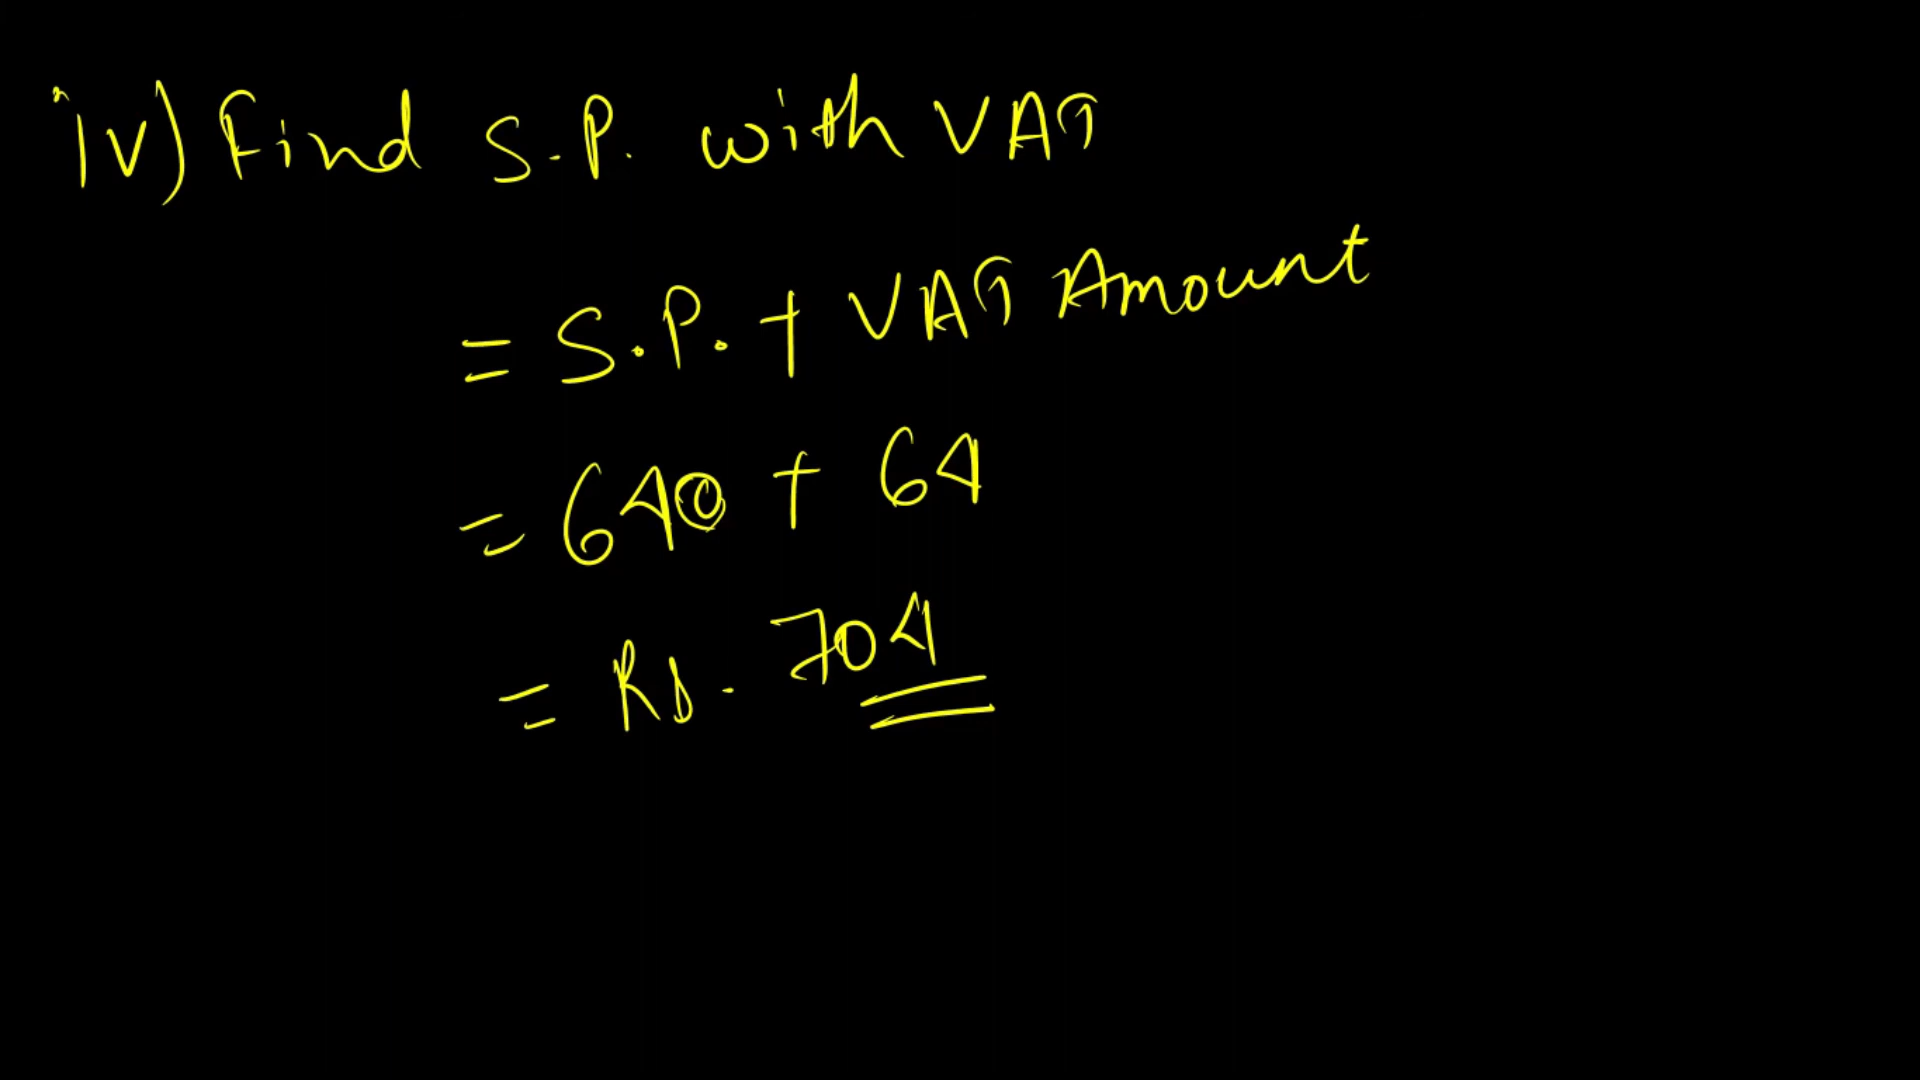 iv) Find S.P. with VAT
= S.P. + VAT Amount
= 640 + 64
= Rs. 704